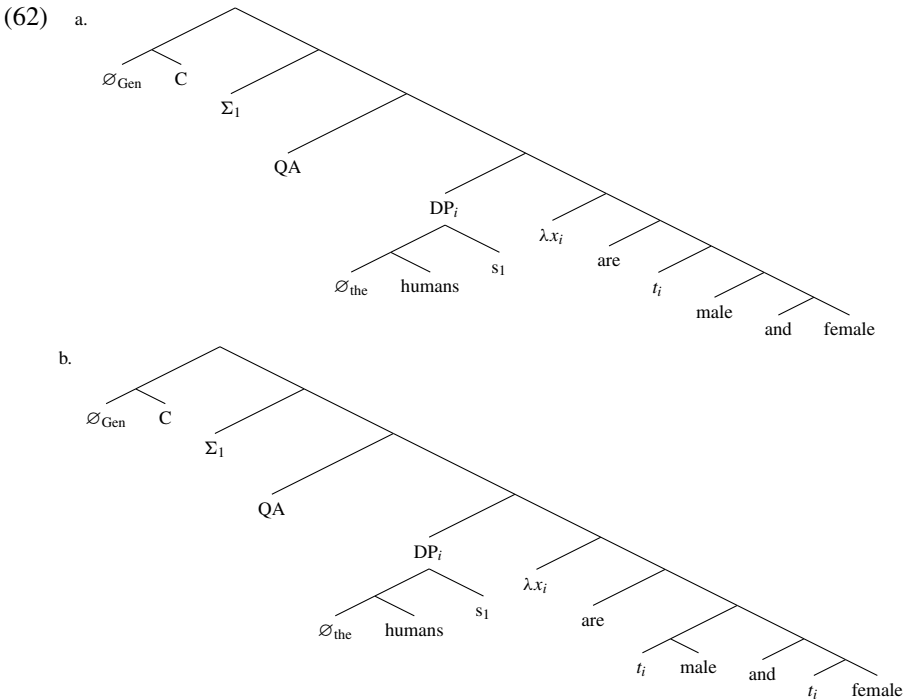 (62) a.
∅Gen C
Σ1
QA
DPi
λxi
∅the humans s1
are
ti
male
and female
b.
∅Gen C
Σ1
QA
DPi
λxi
∅the humans s1
are
ti male and
ti female